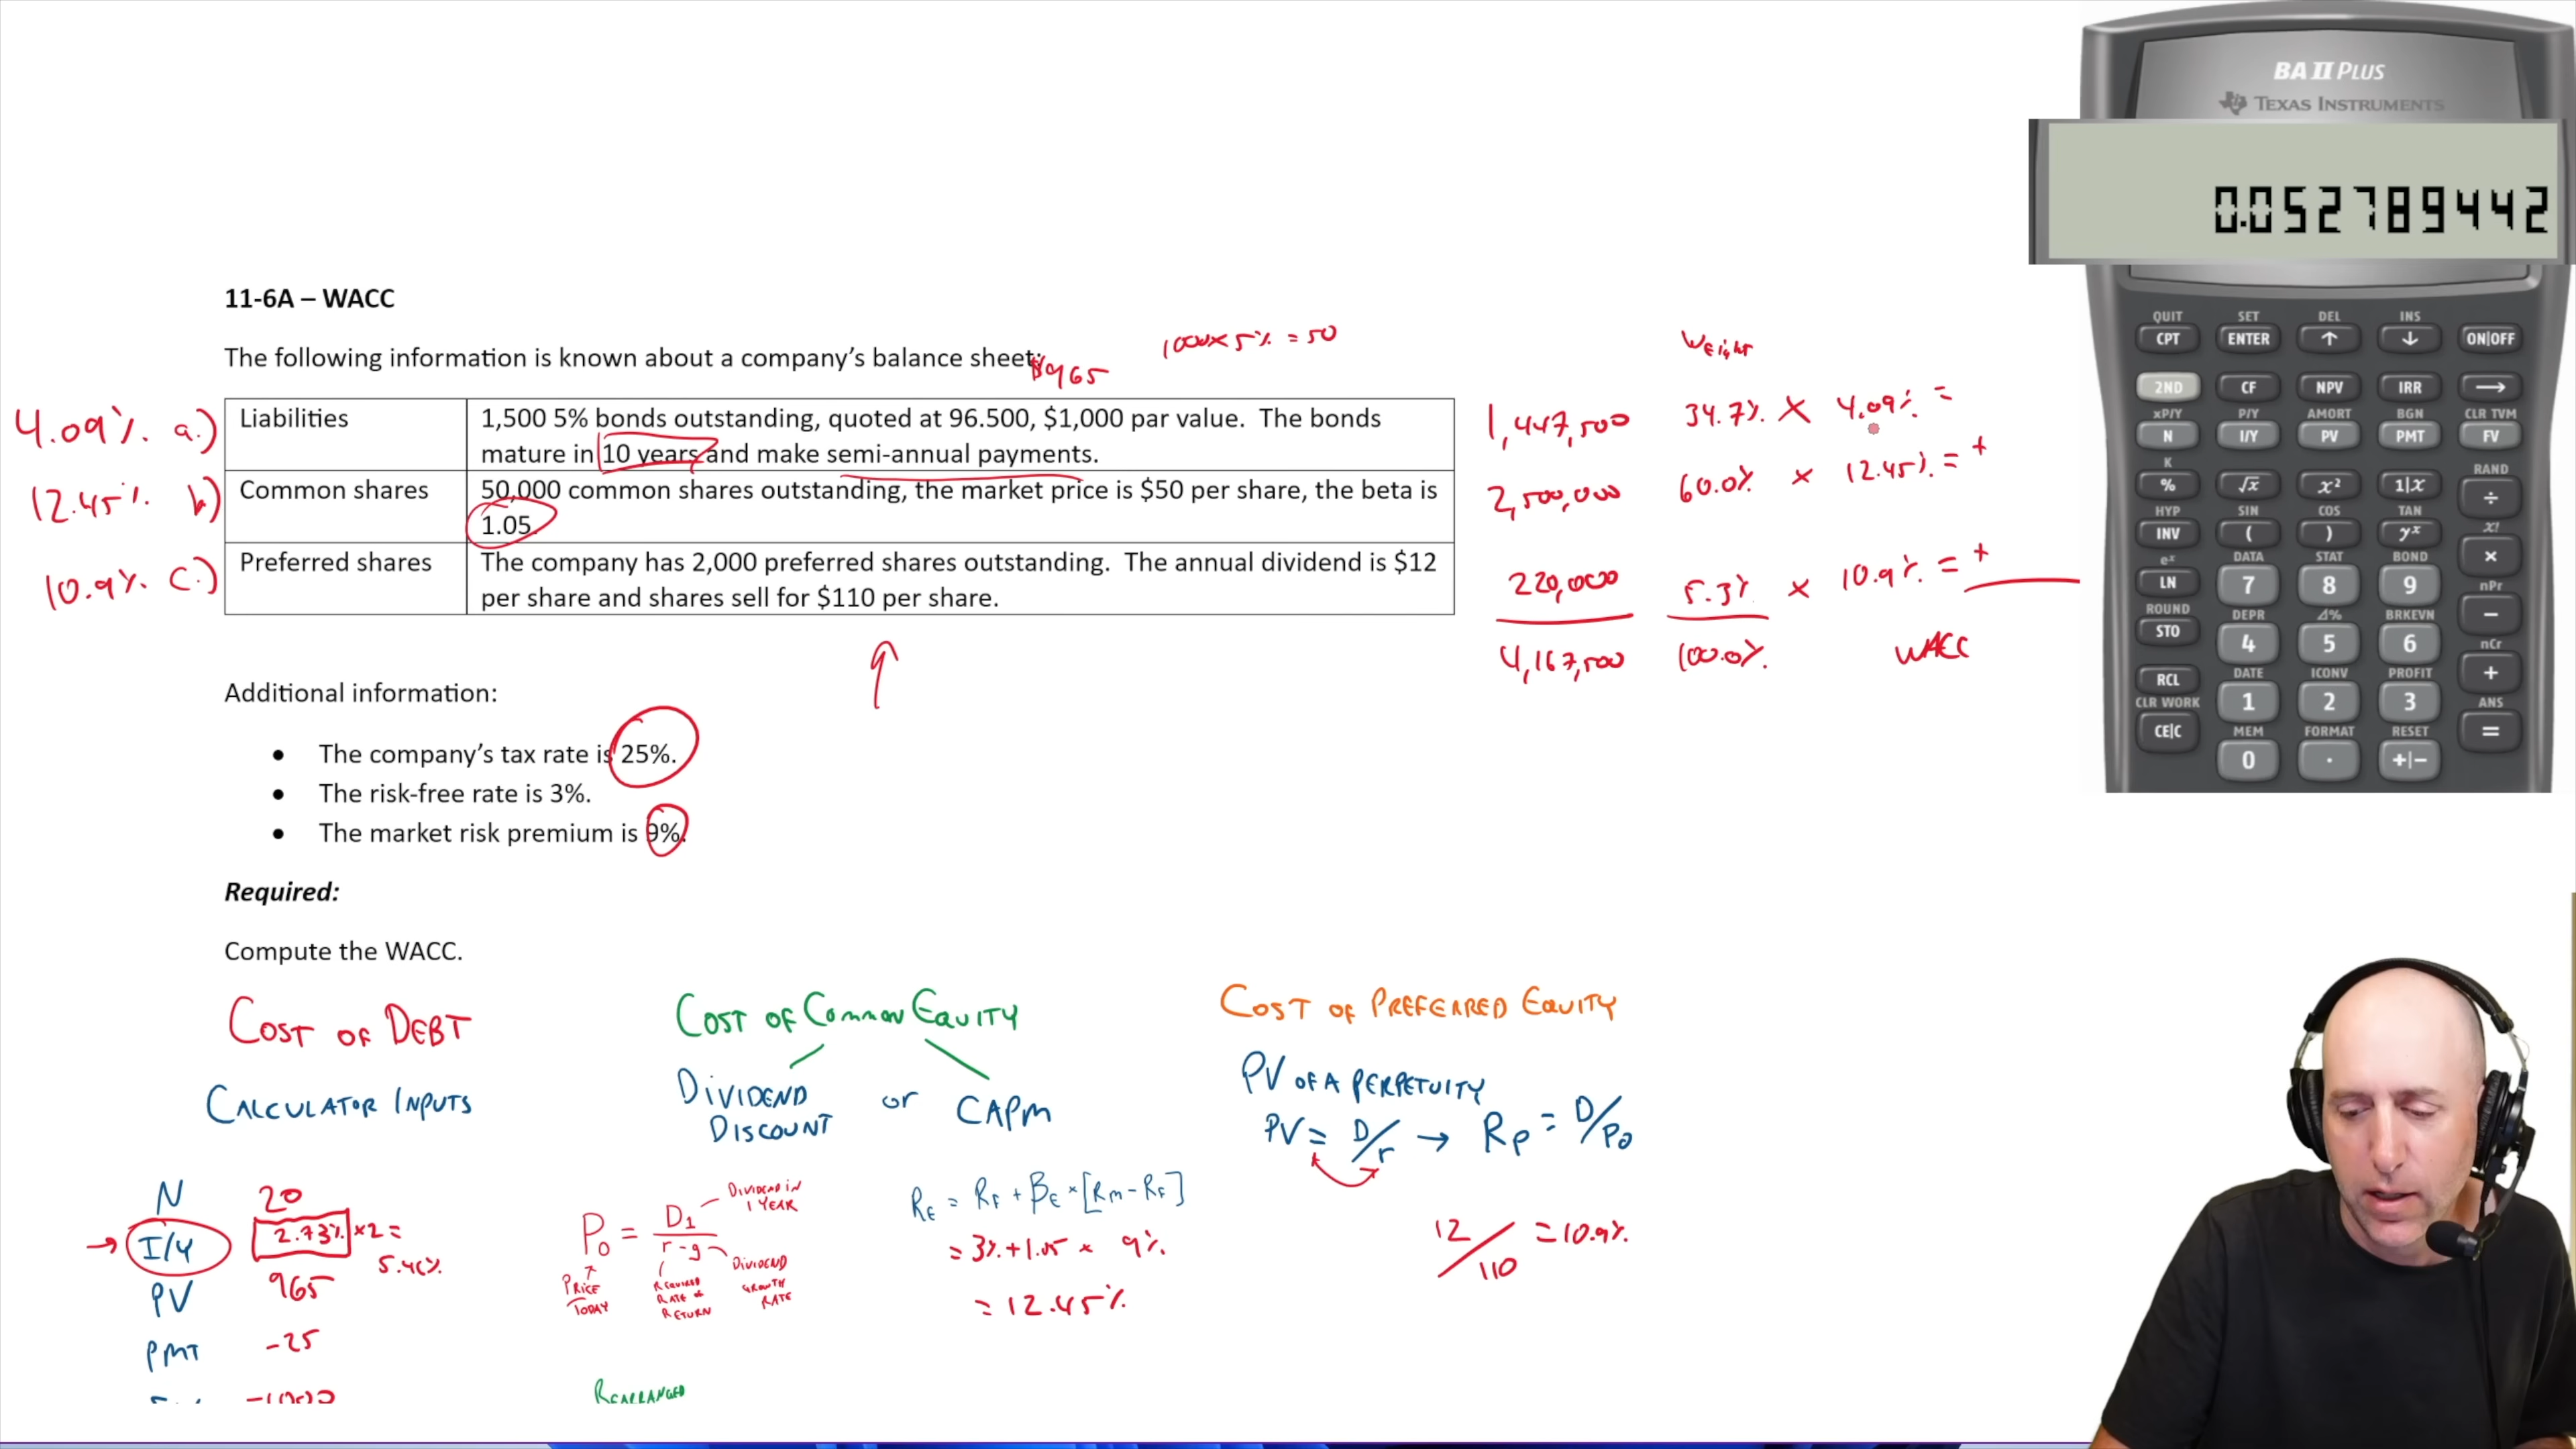 BA II PLUS
TEXAS INSTRUMENTS
0.052789442
11-6A – WACC
1000 x 5% = 50
Weight
The following information is known about a company's balance sheet:
$965
4.09% a.)
Liabilities
1,500 5% bonds outstanding, quoted at 96.500, $1,000 par value. The bonds
mature in 10 years and make semi-annual payments.
1,447,500 34.7% x 4.09% =
12.45% b)
Common shares
50,000 common shares outstanding, the market price is $50 per share, the beta is
1.05.
2,500,000 60.0% x 12.45% = +
10.9% c.)
Preferred shares
The company has 2,000 preferred shares outstanding. The annual dividend is $12
per share and shares sell for $110 per share.
220,000 5.3% x 10.9% = +
4,167,500 100.0% WACC
Additional information:
• The company's tax rate is 25%.
• The risk-free rate is 3%.
• The market risk premium is 9%.
Required:
Compute the WACC.
COST OF DEBT
CALCULATOR INPUTS
N 20
→ I/Y 2.73% x2 =
5.46%
PV 965
PMT -25
-1000
COST OF COMMON EQUITY
DIVIDEND
DISCOUNT
or CAPM
P0 = D1 / r - g
DIVIDEND IN
1 YEAR
PRICE
TODAY
REQUIRED
RATE of
RETURN
DIVIDEND
GROWTH
RATE
REARRANGED
RE = RF + βE x [RM - RF]
= 3% + 1.05 x 9%
= 12.45%
COST OF PREFERRED EQUITY
PV OF A PERPETUITY
PV = D/r → RP = D/P0
12/110 = 10.9%
QUIT SET DEL INS
CPT ENTER ↑ ↓ ON|OFF
2ND CF NPV IRR →
xP/Y P/Y AMORT BGN CLR TVM
N I/Y PV PMT FV
K RAND
% √x x² 1/x ÷
HYP SIN COS TAN x!
INV ( ) yˣ ×
eˣ DATA STAT BOND nPr
LN 7 8 9 −
ROUND DEPR Δ% BRKEVN nCr
STO 4 5 6 +
DATE ICONV PROFIT ANS
RCL 1 2 3 =
CLR WORK MEM FORMAT RESET
CE|C 0 . +|−